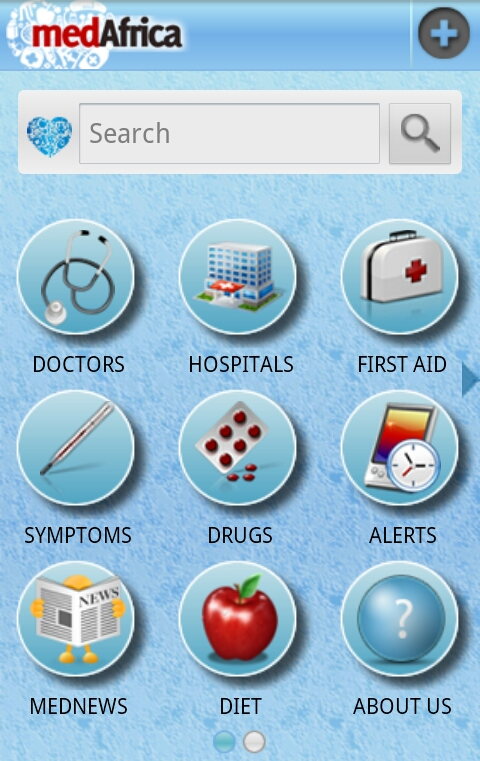 medAfrica
Search
DOCTORS HOSPITALS FIRST AID
SYMPTOMS DRUGS ALERTS
NEWS
?
MEDNEWS DIET ABOUT US